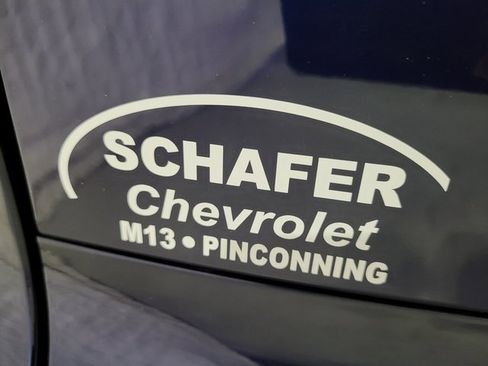 SCHAFER
Chevrolet
M13 • PINCONNING